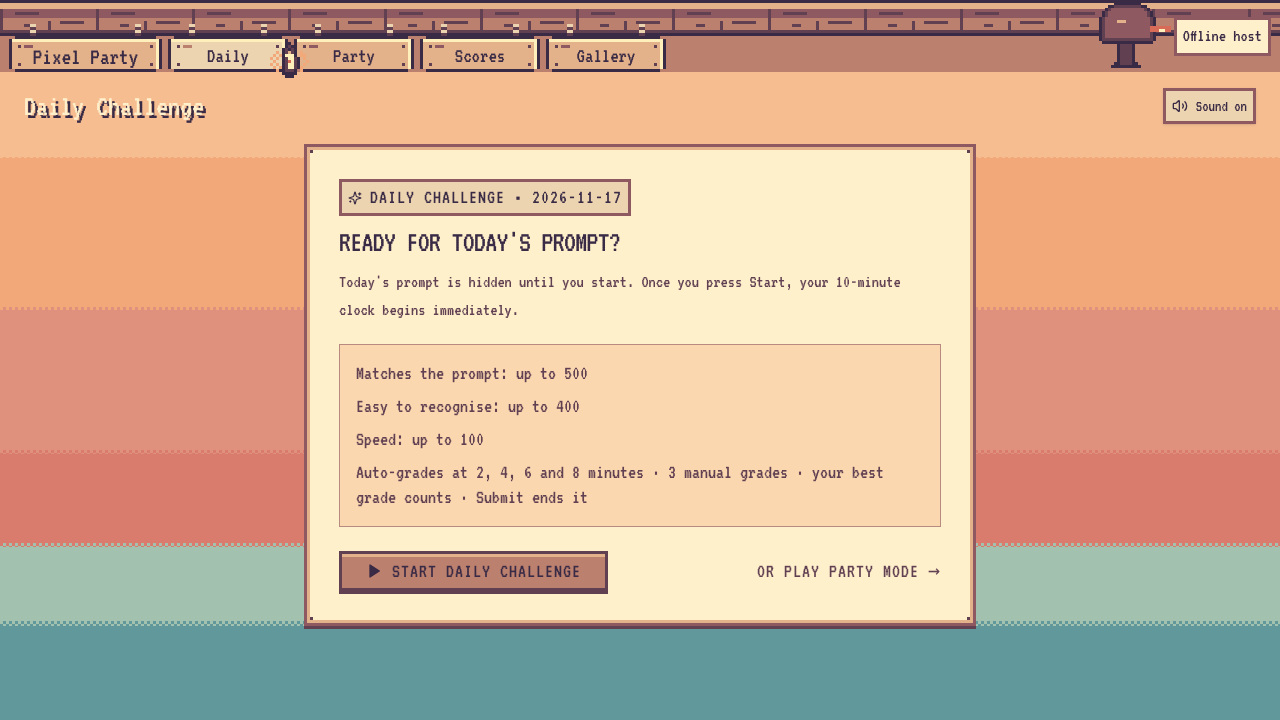 Pixel Party
Daily
Party
Scores
Gallery
Offline host
Daily Challenge
Sound on
DAILY CHALLENGE • 2026-11-17
READY FOR TODAY'S PROMPT?
Today's prompt is hidden until you start. Once you press Start, your 10-minute
clock begins immediately.
Matches the prompt: up to 500
Easy to recognise: up to 400
Speed: up to 100
Auto-grades at 2, 4, 6 and 8 minutes · 3 manual grades · your best
grade counts · Submit ends it
START DAILY CHALLENGE
OR PLAY PARTY MODE →